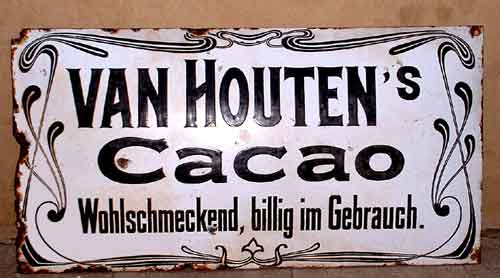 VAN HOUTEN's
Cacao
Wohlschmeckend, billig im Gebrauch.